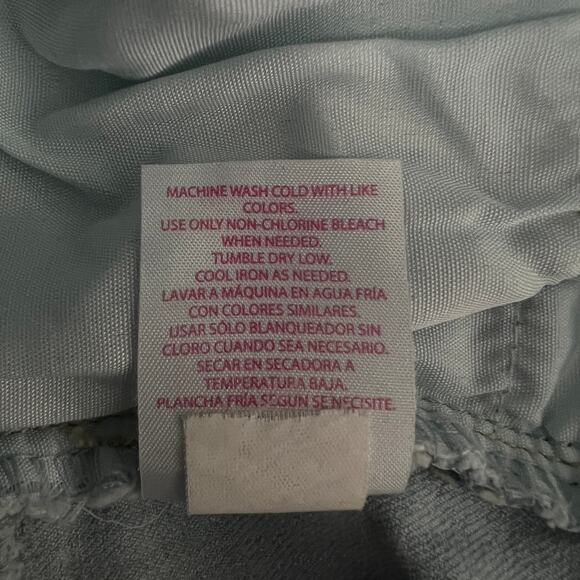 MACHINE WASH COLD WITH LIKE
COLORS.
USE ONLY NON-CHLORINE BLEACH
WHEN NEEDED.
TUMBLE DRY LOW.
COOL IRON AS NEEDED.
LAVAR A MÁQUINA EN AGUA FRÍA
CON COLORES SIMILARES.
USAR SÓLO BLANQUEADOR SIN
CLORO CUANDO SEA NECESARIO.
SECAR EN SECADORA A
TEMPERATURA BAJA.
PLANCHA FRÍA SEGUN SE NECISITE.